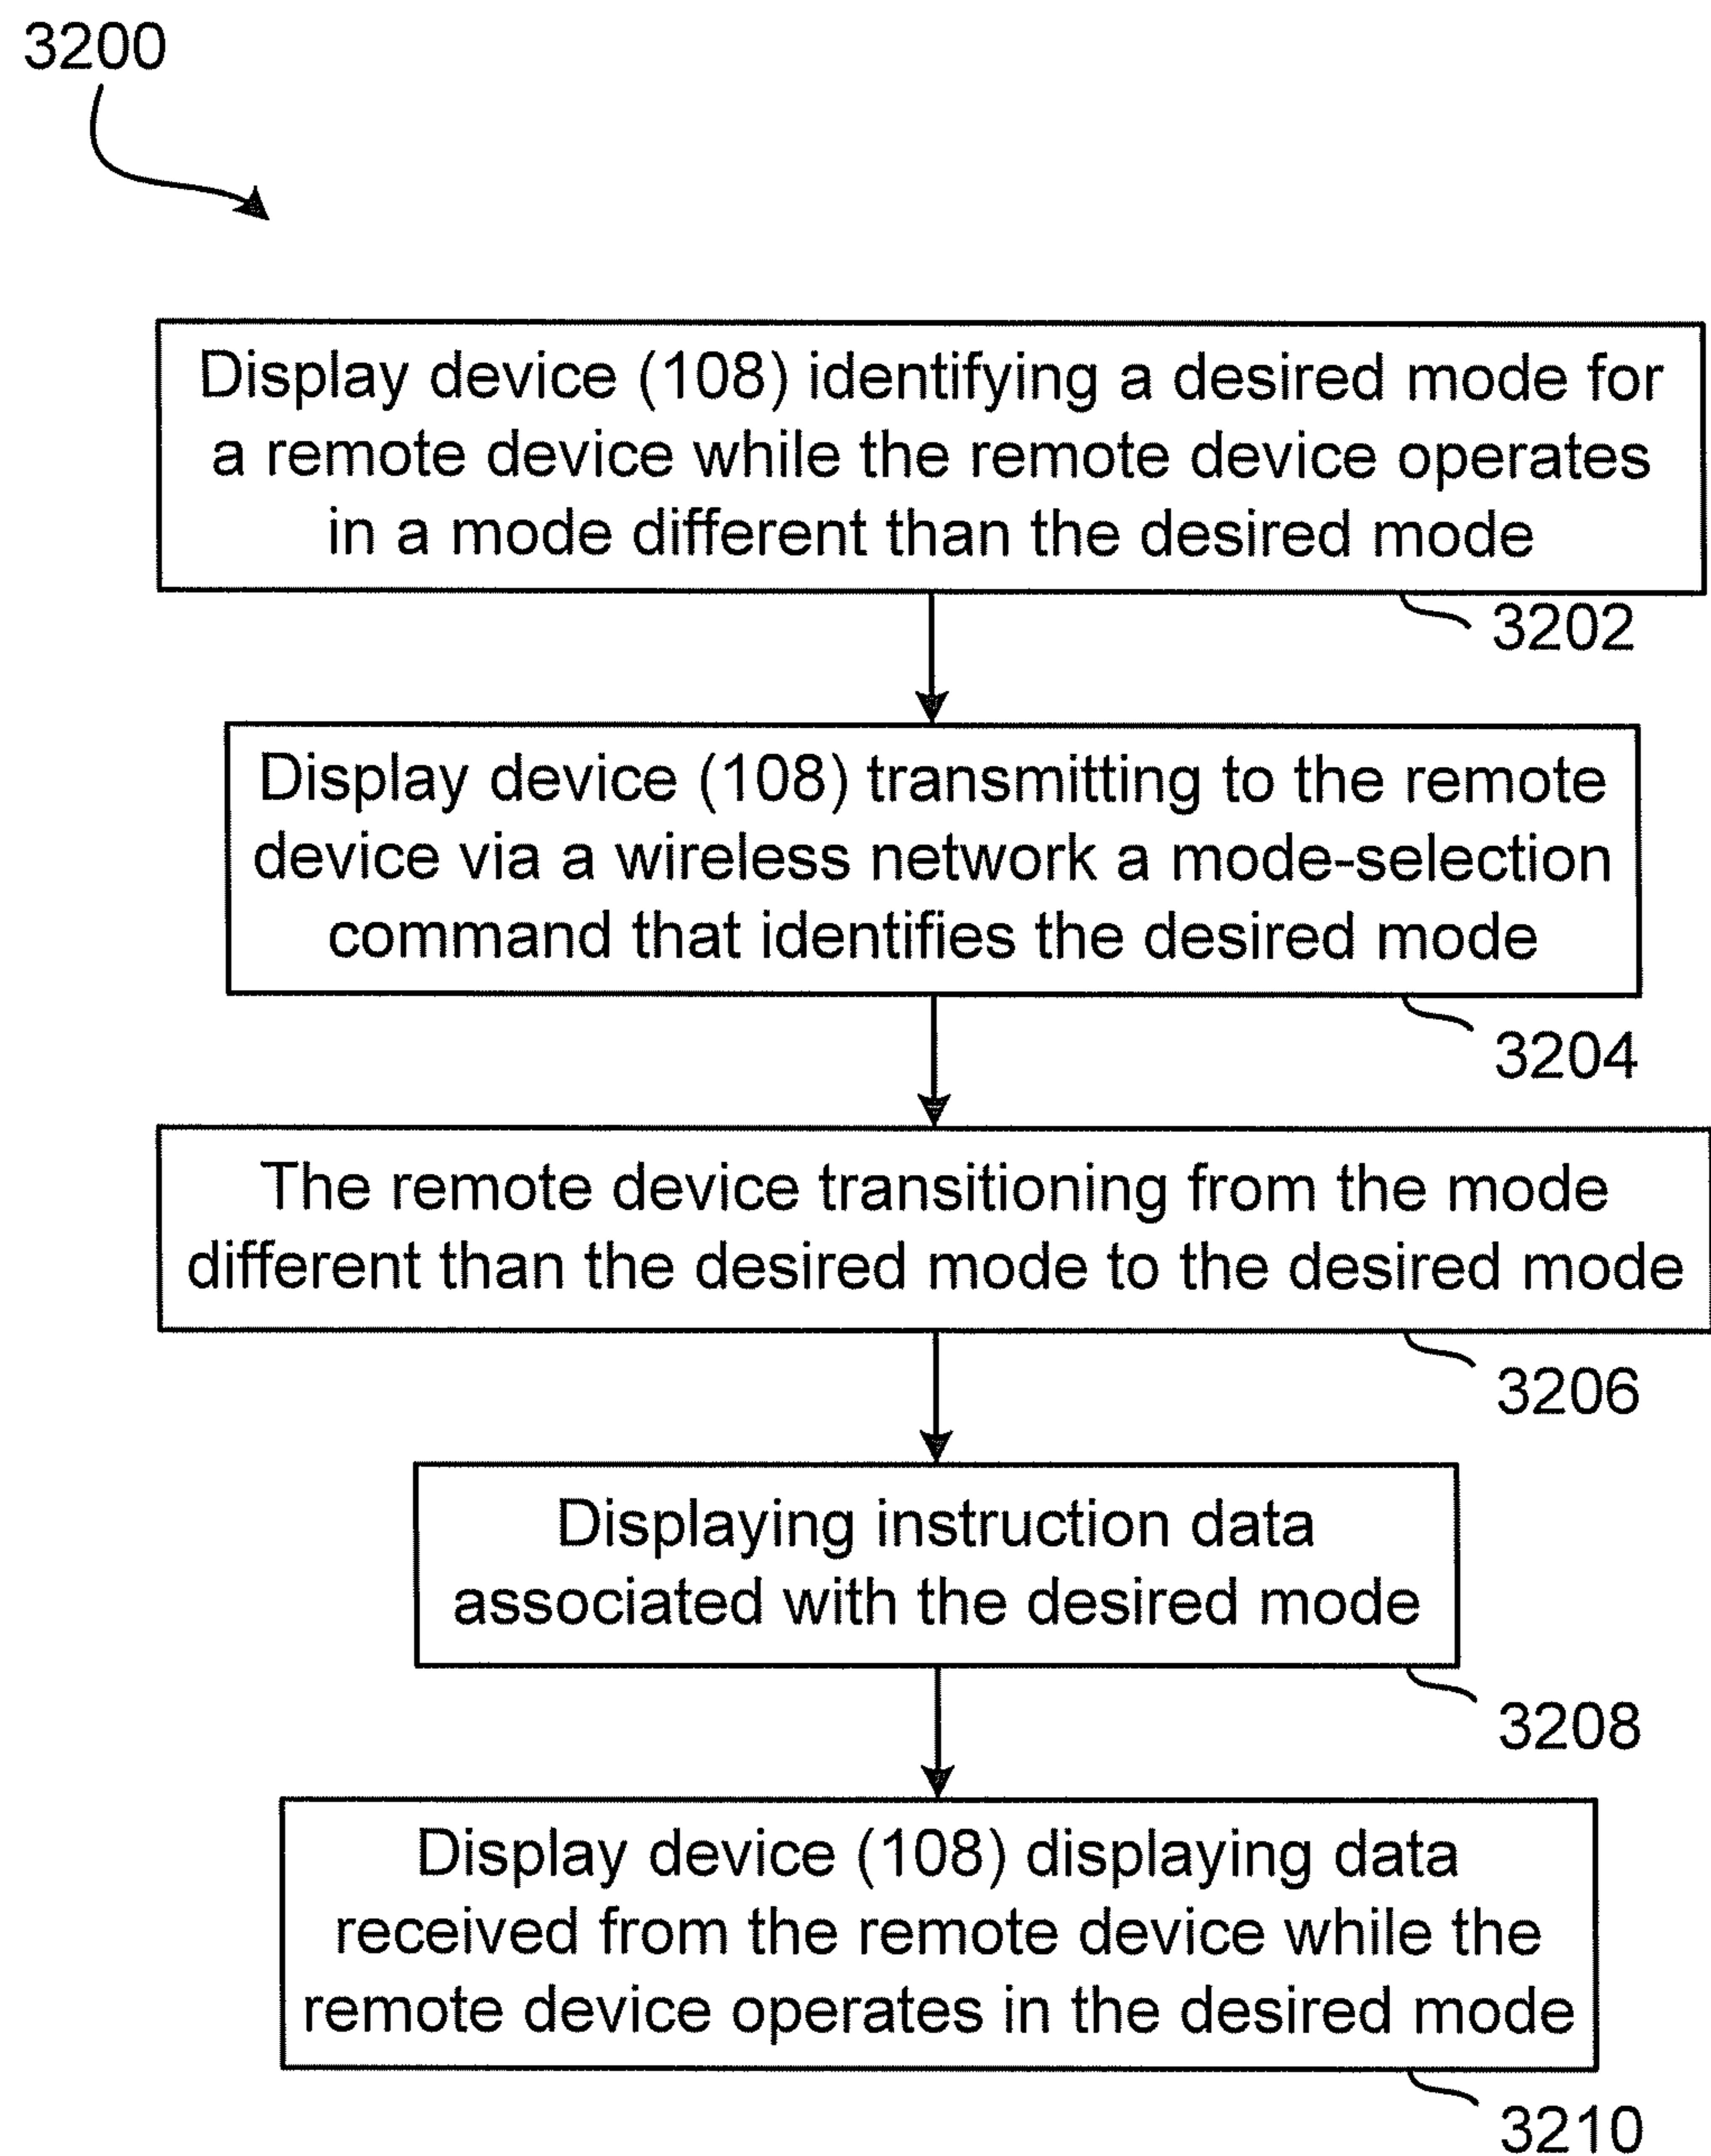 3200
Display device (108) identifying a desired mode for
a remote device while the remote device operates
in a mode different than the desired mode
3202
Display device (108) transmitting to the remote
device via a wireless network a mode-selection
command that identifies the desired mode
3204
The remote device transitioning from the mode
different than the desired mode to the desired mode
3206
Displaying instruction data
associated with the desired mode
3208
Display device (108) displaying data
received from the remote device while the
remote device operates in the desired mode
3210